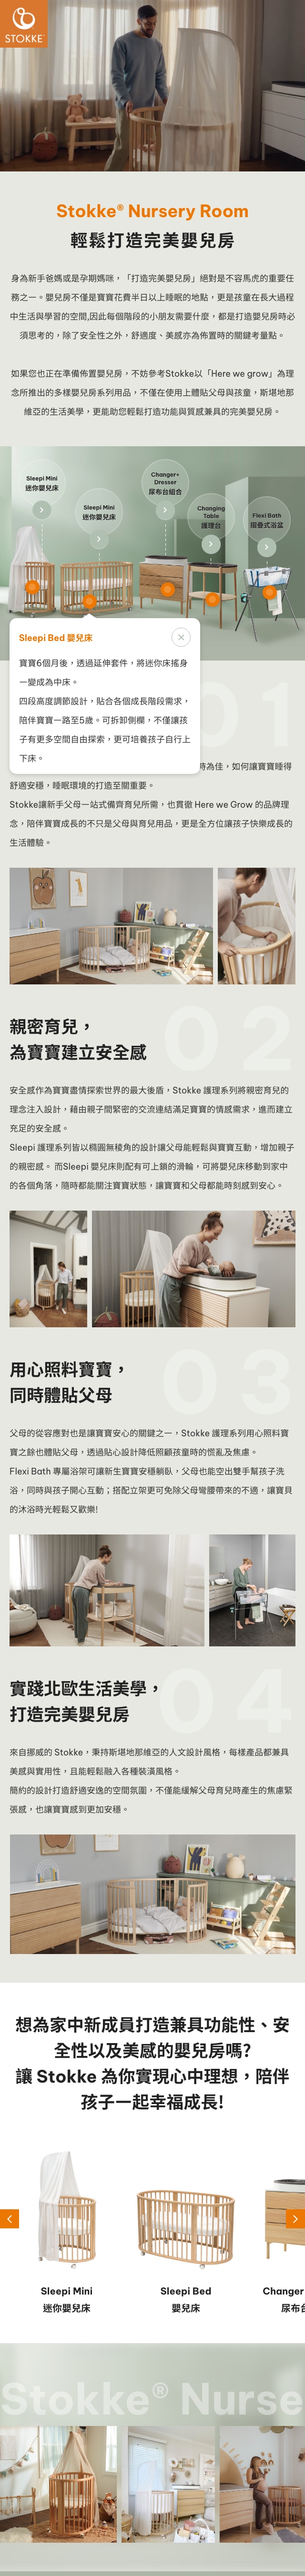 STOKKE
Stokke® Nursery Room
輕鬆打造完美嬰兒房
身為新手爸媽或是孕期媽咪，「打造完美嬰兒房」絕對是不容馬虎的重要任
務之一。嬰兒房不僅是寶寶花費半日以上睡眠的地點，更是孩童在長大過程
中生活與學習的空間,因此每個階段的小朋友需要什麼，都是打造嬰兒房時必
須思考的，除了安全性之外，舒適度、美感亦為佈置時的關鍵考量點。
如果您也正在準備佈置嬰兒房，不妨參考Stokke以「Here we grow」為理
念所推出的多樣嬰兒房系列用品，不僅在使用上體貼父母與孩童，斯堪地那
維亞的生活美學，更能助您輕鬆打造功能與質感兼具的完美嬰兒房。
Sleepi Mini
迷你嬰兒床
Sleepi Mini
迷你嬰兒床
Changer+
Dresser
尿布台組合
Changing
Table
護理台
Flexi Bath
摺疊式浴盆
Sleepi Bed 嬰兒床
寶寶6個月後，透過延伸套件，將迷你床搖身
一變成為中床。
四段高度調節設計，貼合各個成長階段需求，
陪伴寶寶一路至5歲。可拆卸側欄，不僅讓孩
子有更多空間自由探索，更可培養孩子自行上
下床。
01
時為佳，如何讓寶寶睡得
舒適安穩，睡眠環境的打造至關重要。
Stokke讓新手父母一站式備齊育兒所需，也貫徹 Here we Grow 的品牌理
念，陪伴寶寶成長的不只是父母與育兒用品，更是全方位讓孩子快樂成長的
生活體驗。
02
親密育兒，
為寶寶建立安全感
安全感作為寶寶盡情探索世界的最大後盾，Stokke 護理系列將親密育兒的
理念注入設計，藉由親子間緊密的交流連結滿足寶寶的情感需求，進而建立
充足的安全感。
Sleepi 護理系列皆以橢圓無稜角的設計讓父母能輕鬆與寶寶互動，增加親子
的親密感。 而Sleepi 嬰兒床則配有可上鎖的滑輪，可將嬰兒床移動到家中
的各個角落，隨時都能關注寶寶狀態，讓寶寶和父母都能時刻感到安心。
03
用心照料寶寶，
同時體貼父母
父母的從容應對也是讓寶寶安心的關鍵之一，Stokke 護理系列用心照料寶
寶之餘也體貼父母，透過貼心設計降低照顧孩童時的慌亂及焦慮。
Flexi Bath 專屬浴架可讓新生寶寶安穩躺臥，父母也能空出雙手幫孩子洗
浴，同時與孩子開心互動；搭配立架更可免除父母彎腰帶來的不適，讓寶貝
的沐浴時光輕鬆又歡樂!
04
實踐北歐生活美學，
打造完美嬰兒房
來自挪威的 Stokke，秉持斯堪地那維亞的人文設計風格，每樣產品都兼具
美感與實用性，且能輕鬆融入各種裝潢風格。
簡約的設計打造舒適安逸的空間氛圍，不僅能緩解父母育兒時產生的焦慮緊
張感，也讓寶寶感到更加安穩。
想為家中新成員打造兼具功能性、安
全性以及美感的嬰兒房嗎?
讓 Stokke 為你實現心中理想，陪伴
孩子一起幸福成長!
Sleepi Mini
迷你嬰兒床
Sleepi Bed
嬰兒床
Changer
尿布台
Stokke® Nurse